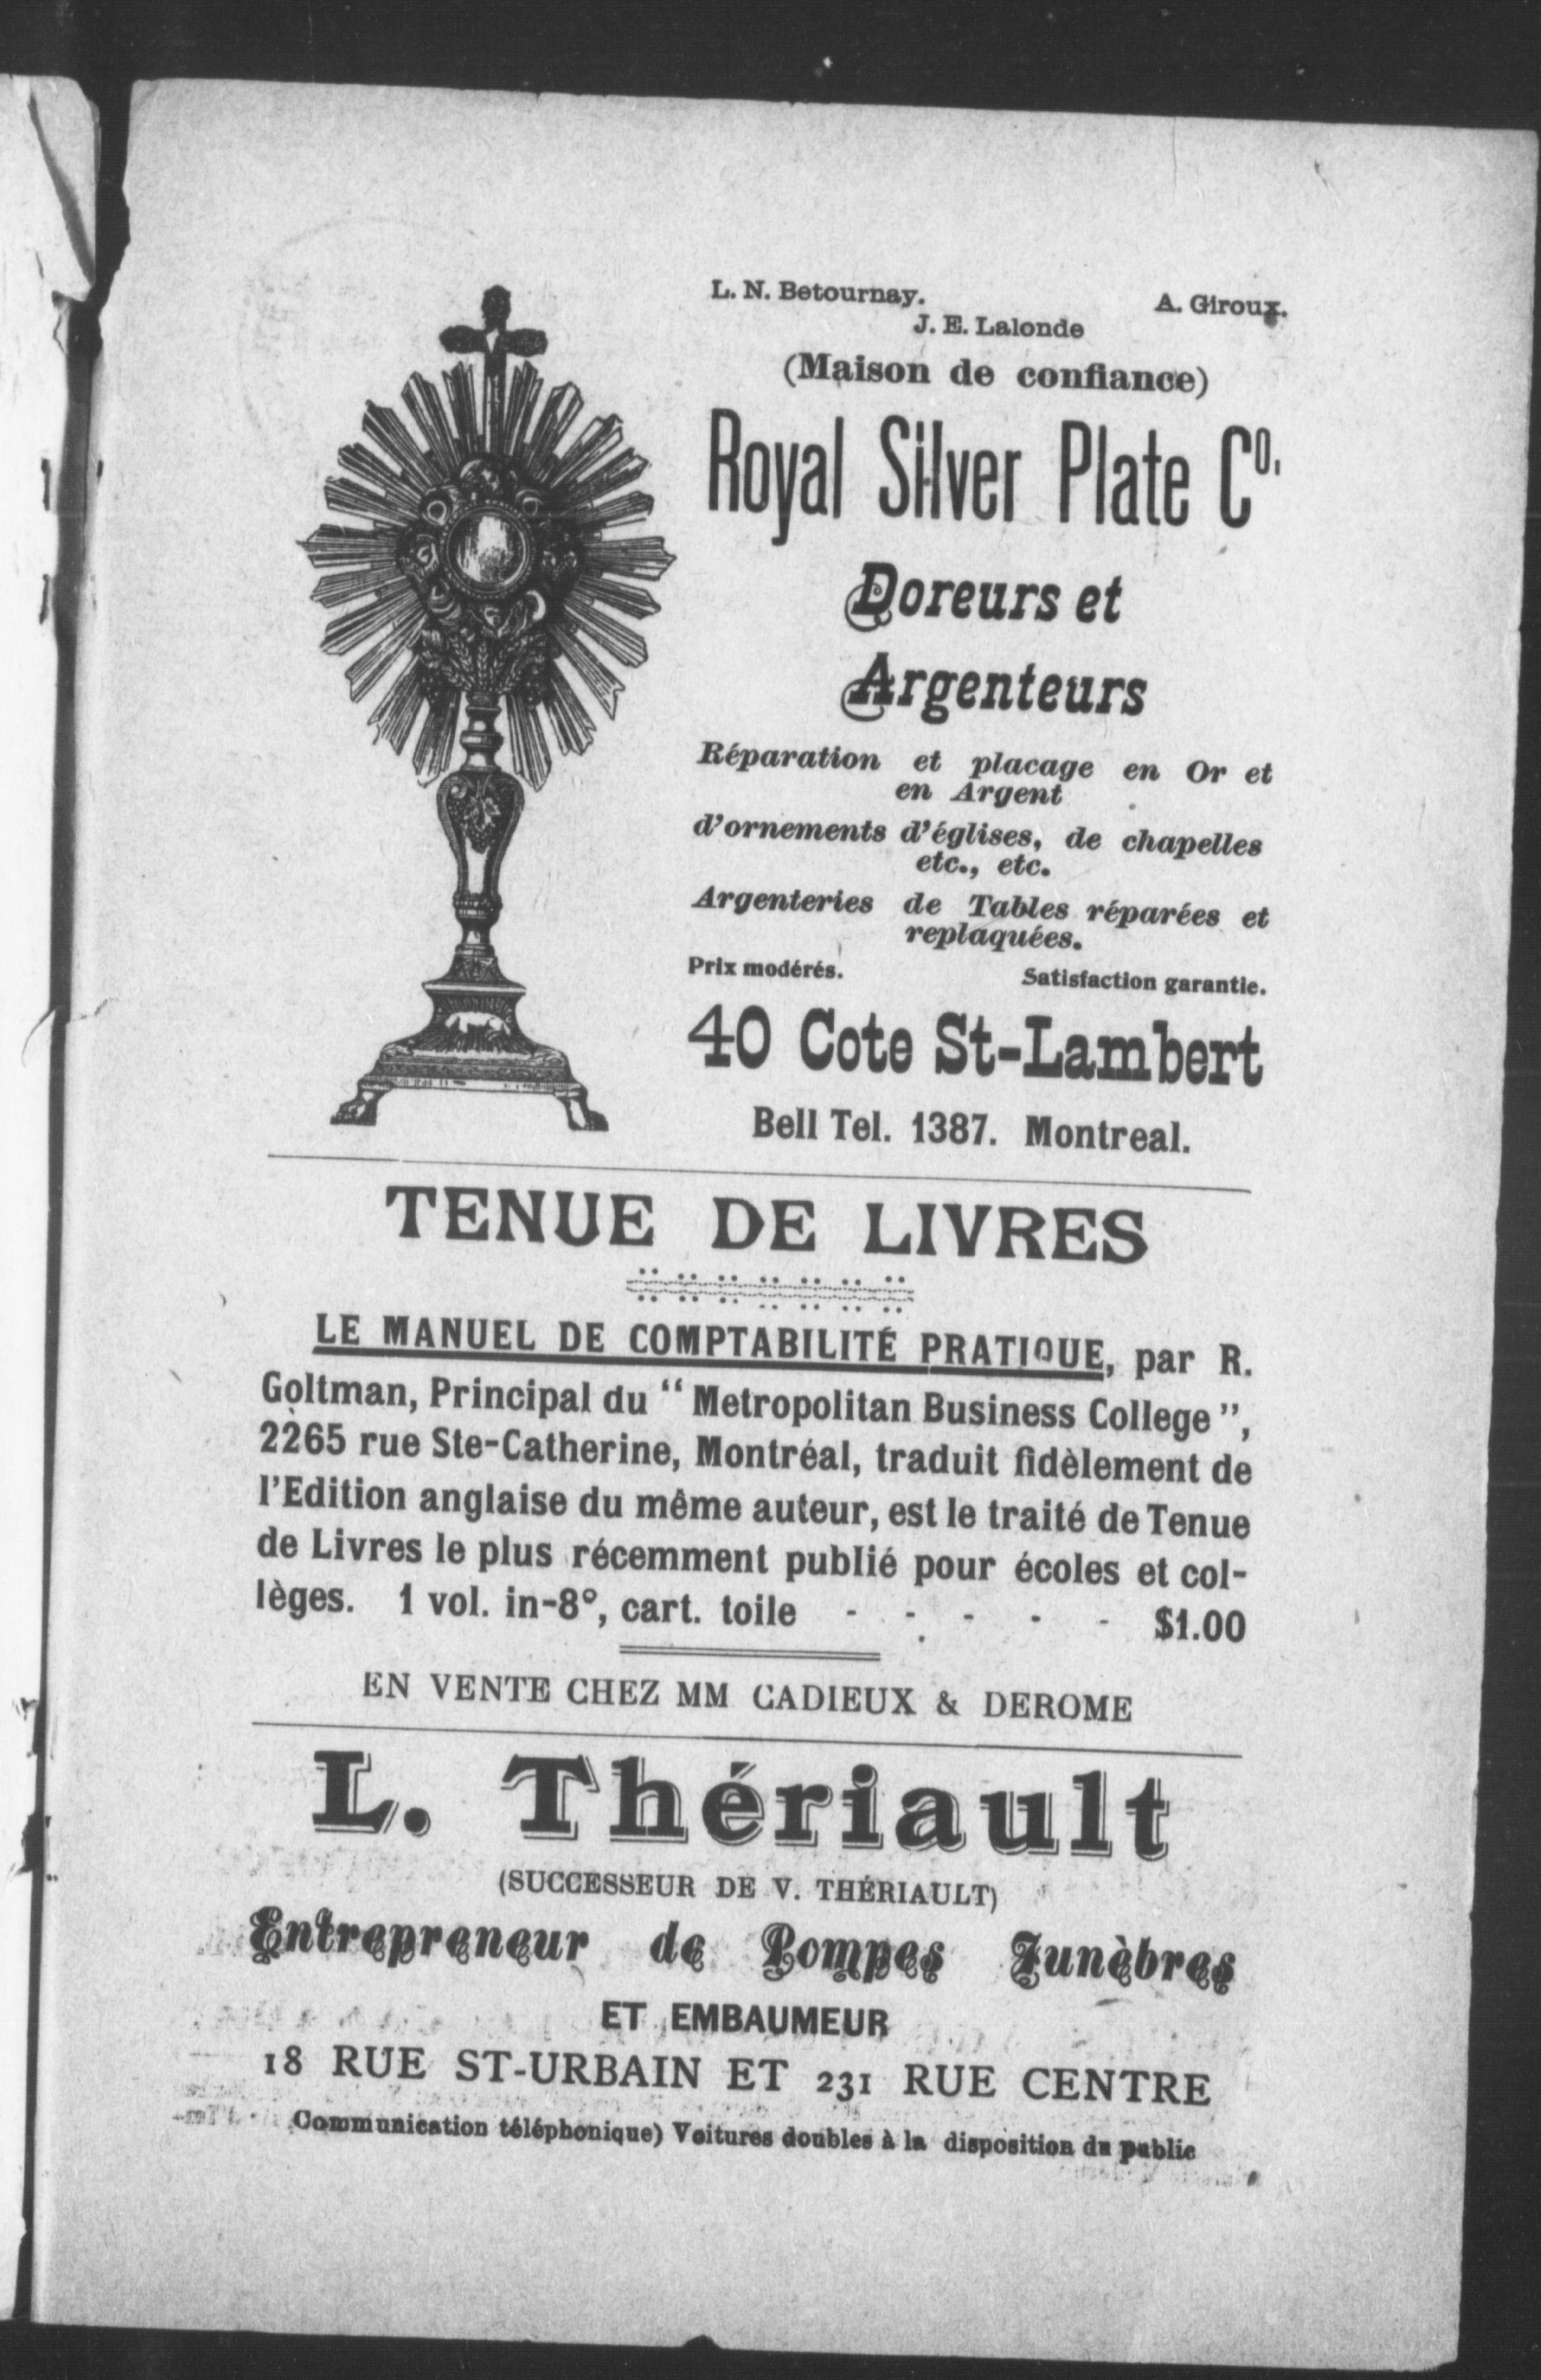 L. N. Betournay. A. Giroux.
J. E. Lalonde
(Maison de confiance)
Royal Silver Plate Co.
Doreurs et
Argenteurs
Réparation et placage en Or et
en Argent
d'ornements d'églises, de chapelles
etc., etc.
Argenteries de Tables réparées et
replaquées.
Prix modérés. Satisfaction garantie.
40 Cote St-Lambert
Bell Tel. 1387. Montreal.
TENUE DE LIVRES
LE MANUEL DE COMPTABILITÉ PRATIQUE, par R.
Goltman, Principal du “ Metropolitan Business College ”,
2265 rue Ste-Catherine, Montréal, traduit fidèlement de
l'Edition anglaise du même auteur, est le traité de Tenue
de Livres le plus récemment publié pour écoles et col-
lèges. 1 vol. in-8°, cart. toile - - - - - $1.00
EN VENTE CHEZ MM CADIEUX & DEROME
L. Thériault
(SUCCESSEUR DE V. THÉRIAULT)
Entrepreneur de Pompes Funèbres
ET EMBAUMEUR
18 RUE ST-URBAIN ET 231 RUE CENTRE
Communication téléphonique) Voitures doubles à la disposition du public